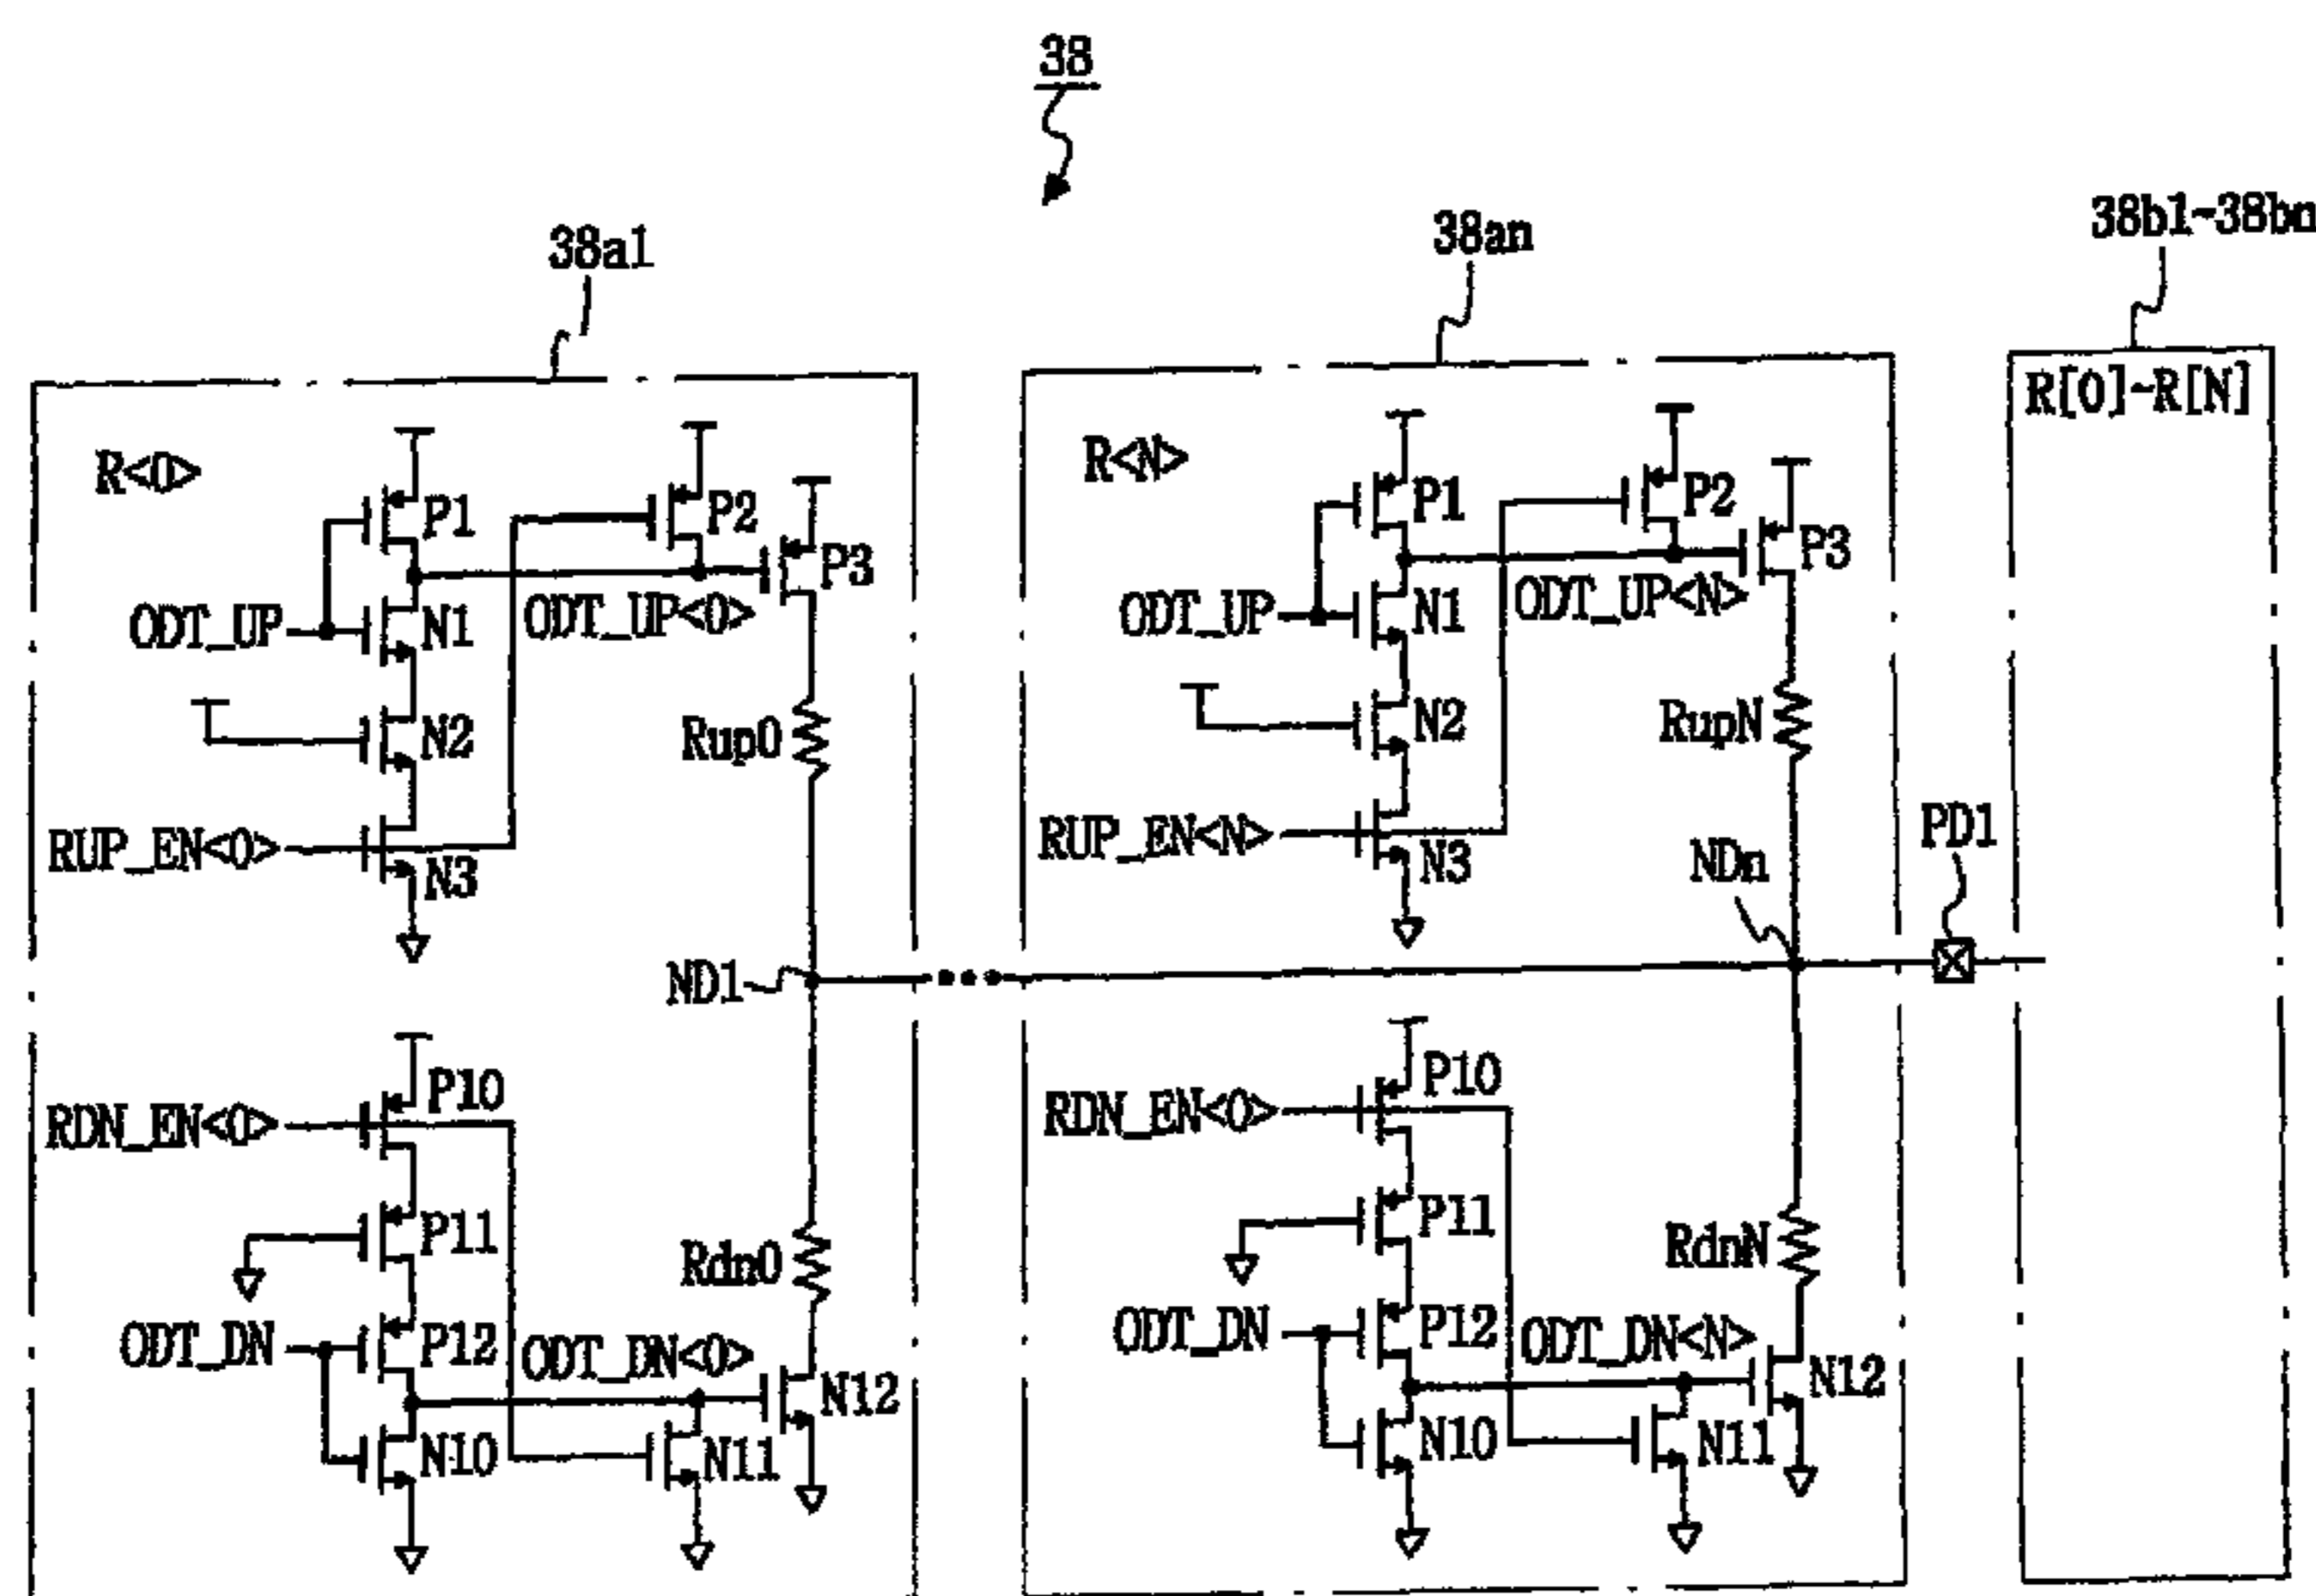 38
38a1
38an
38b1~38bn
R<0>
P1
P2
P3
ODT_UP
N1
ODT_UP<0>
N2
Rup0
RUP_EN<0>
N3
ND1
RDN_EN<0>
P10
P11
Rdn0
ODT_DN
P12
ODT_DN<0>
N12
N10
N11
R<N>
P1
P2
P3
ODT_UP
N1
ODT_UP<N>
N2
RupN
RUP_EN<N>
N3
NDn
PD1
RDN_EN<0>
P10
P11
RdnN
ODT_DN
P12
ODT_DN<N>
N12
N10
N11
R[0]~R[N]